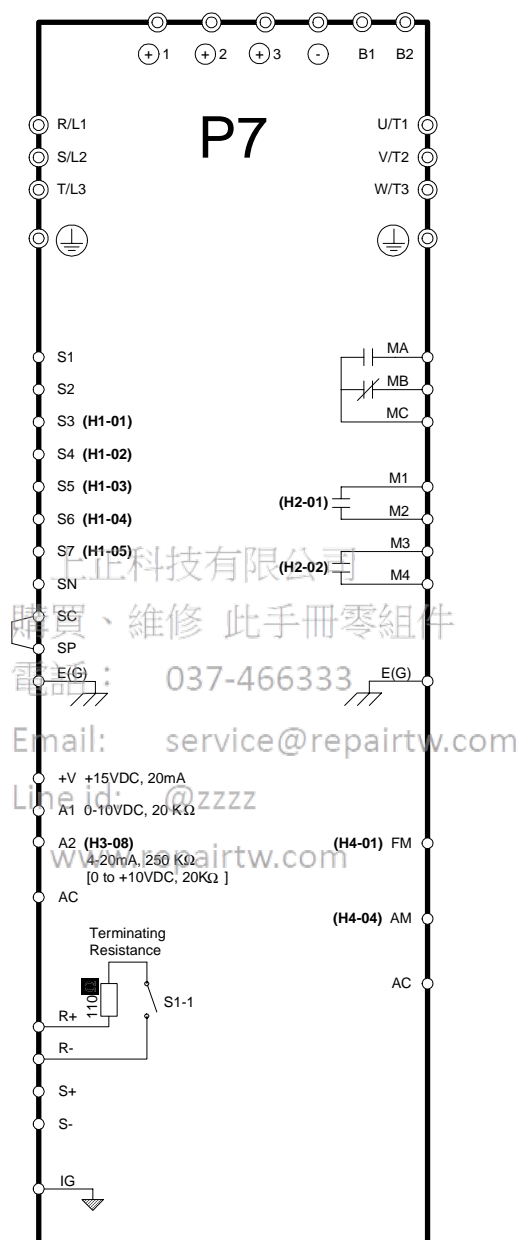 + 1 + 2 + 3 - B1 B2
P7
R/L1 U/T1
S/L2 V/T2
T/L3 W/T3
S1 MA
S2 MB
S3 (H1-01) MC
S4 (H1-02)
S5 (H1-03) M1
(H2-01)
S6 (H1-04) M2
S7 (H1-05) M3
上正科技有限公司
(H2-02)
SN M4
SC
購買、維修 此手冊零組件
SP
E(G) E(G)
電話： 037-466333
Email: service@repairtw.com
+V +15VDC, 20mA
Line id: @zzzz
A1 0-10VDC, 20 KΩ
A2 (H3-08) (H4-01) FM
4-20mA, 250 KΩ
www.repairtw.com
[0 to +10VDC, 20KΩ ]
AC
(H4-04) AM
Terminating
Resistance
AC
110Ω
S1-1
R+
R-
S+
S-
IG